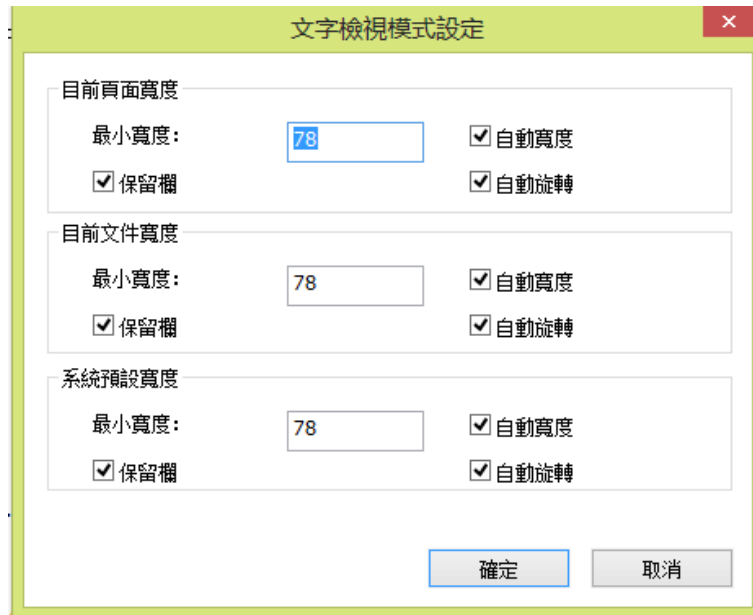 文字檢視模式設定
目前頁面寬度
最小寬度: 78 自動寬度
保留欄 自動旋轉
目前文件寬度
最小寬度: 78 自動寬度
保留欄 自動旋轉
系統預設寬度
最小寬度: 78 自動寬度
保留欄 自動旋轉
確定 取消